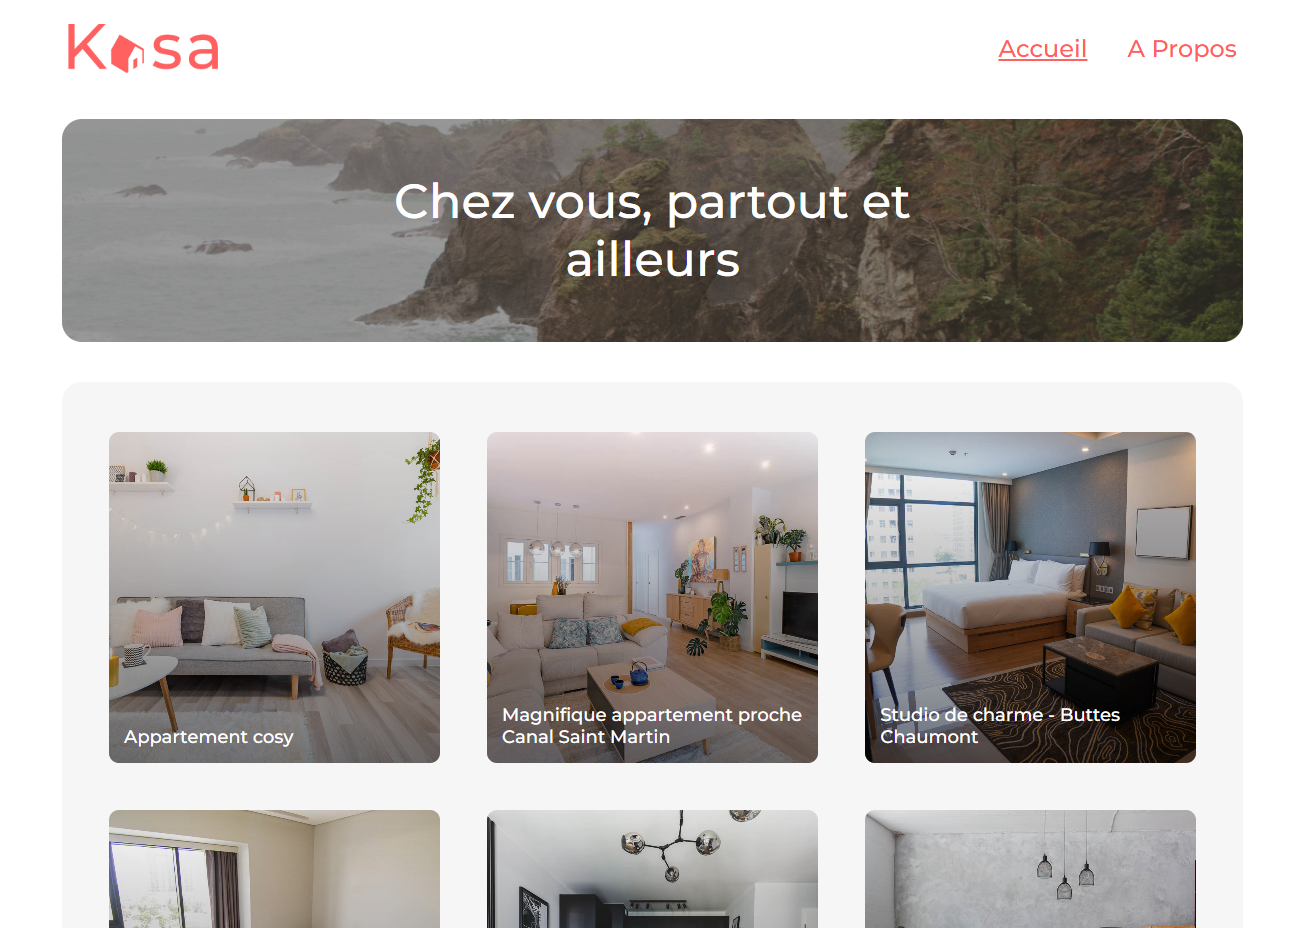 Kasa
Accueil
A Propos
Chez vous, partout et
ailleurs
Appartement cosy
Magnifique appartement proche
Canal Saint Martin
Studio de charme - Buttes
Chaumont